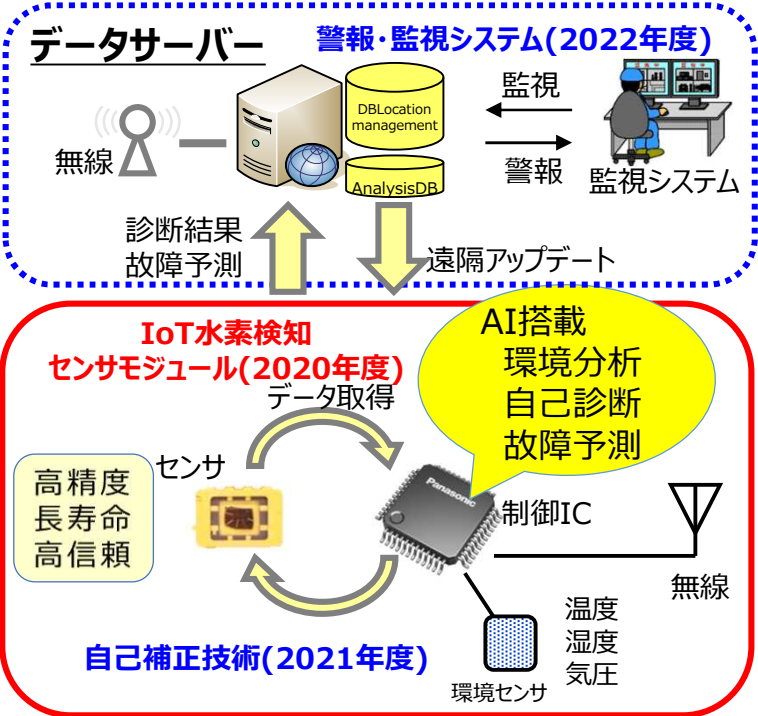 データサーバー
警報・監視システム(2022年度)
無線
DBLocation
management
AnalysisDB
監視
警報
監視システム
診断結果
故障予測
遠隔アップデート
IoT水素検知
センサモジュール(2020年度)
AI搭載
環境分析
自己診断
故障予測
データ取得
高精度
長寿命
高信頼
センサ
Panasonic
制御IC
無線
自己補正技術(2021年度)
環境センサ
温度
湿度
気圧